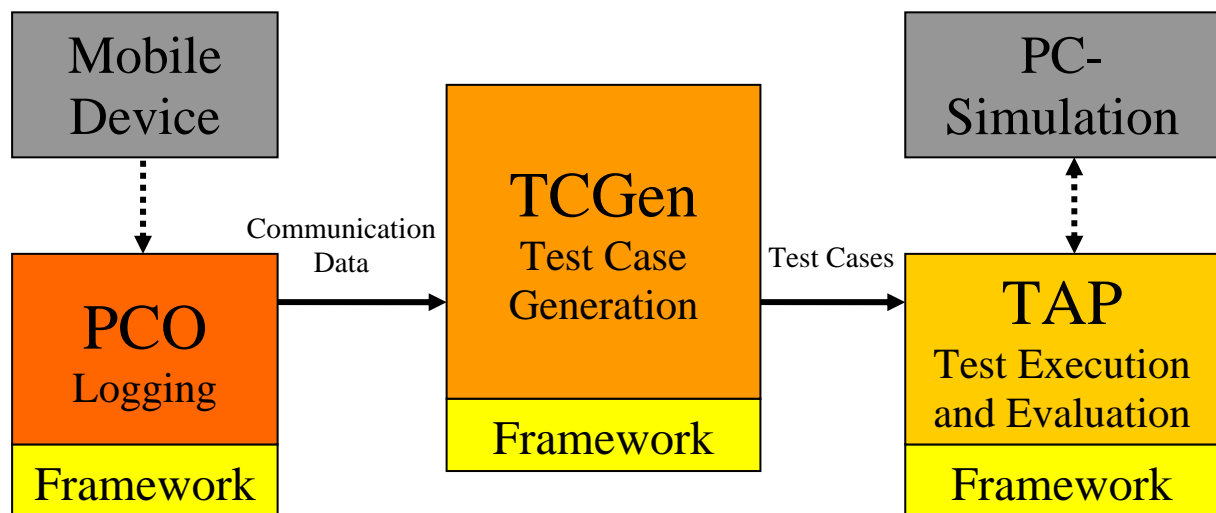 Mobile
Device
PC-
Simulation
TCGen
Test Case
Generation
Framework
Communication
Data
Test Cases
PCO
Logging
Framework
TAP
Test Execution
and Evaluation
Framework